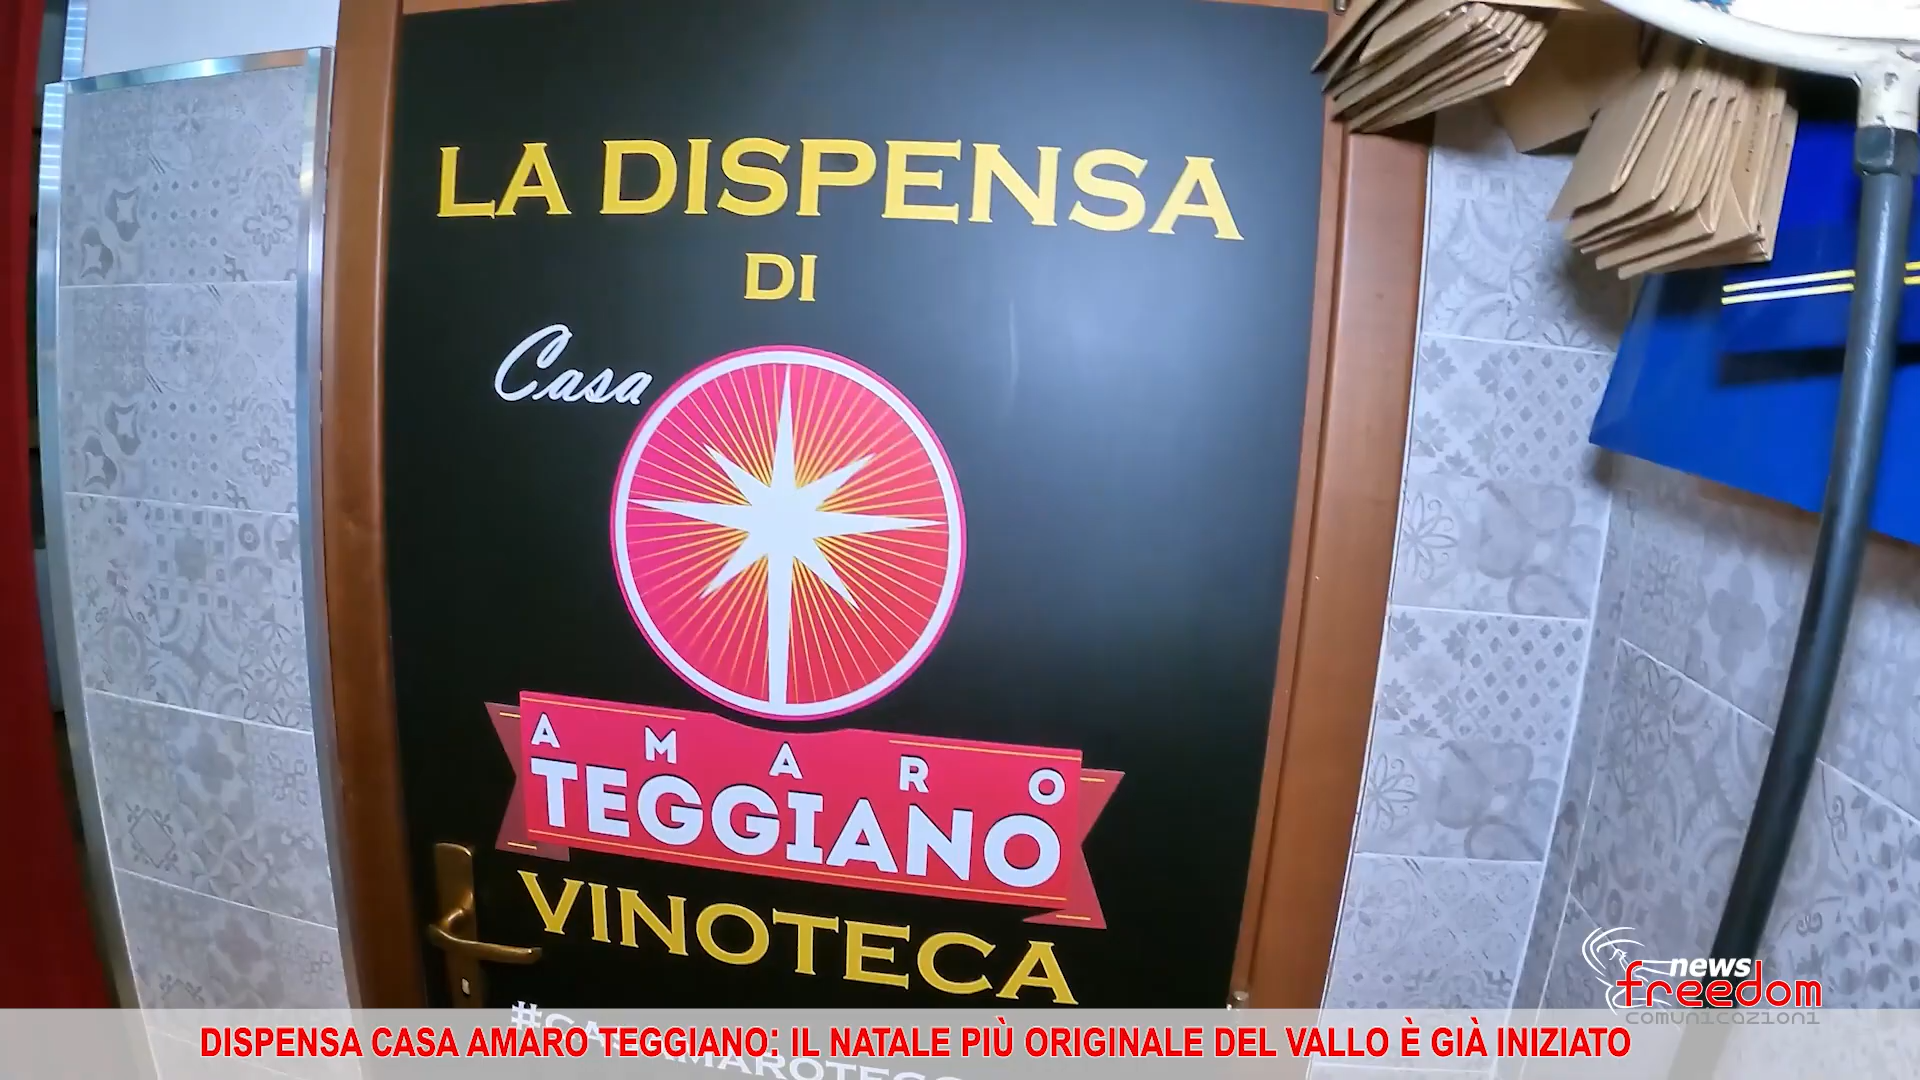 LA DISPENSA
DI
Casa
AMARO
TEGGIANO
VINOTECA
news
freedom
comunicazioni
DISPENSA CASA AMARO TEGGIANO: IL NATALE PIÙ ORIGINALE DEL VALLO È GIÀ INIZIATO